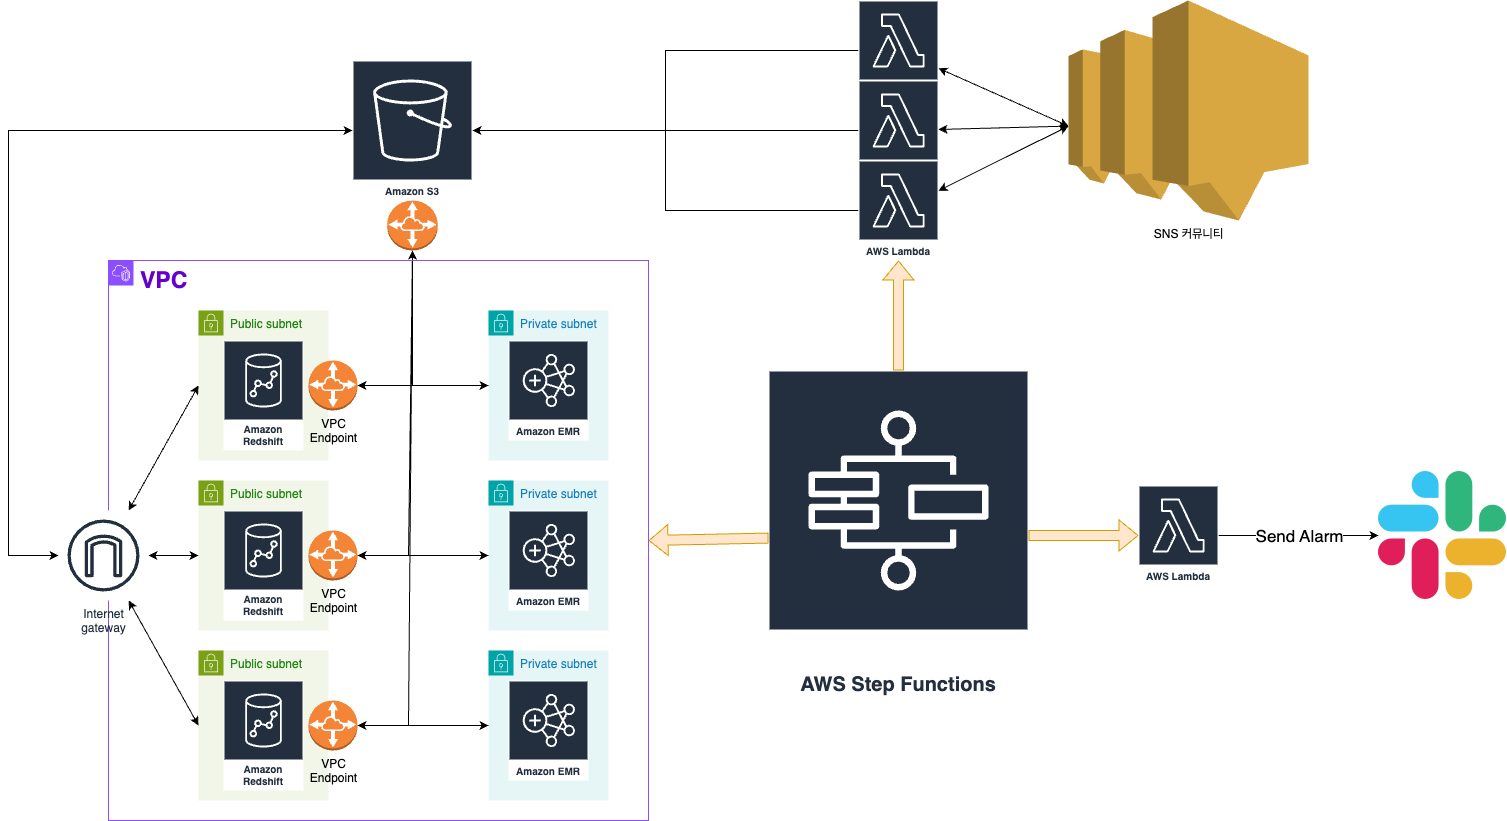 Amazon S3
AWS Lambda
SNS 커뮤니티
VPC
Public subnet
Private subnet
Amazon
Redshift
VPC
Endpoint
Amazon EMR
Public subnet
Private subnet
Amazon
Redshift
VPC
Endpoint
Amazon EMR
Internet
gateway
Public subnet
Private subnet
Amazon
Redshift
VPC
Endpoint
Amazon EMR
AWS Step Functions
AWS Lambda
Send Alarm